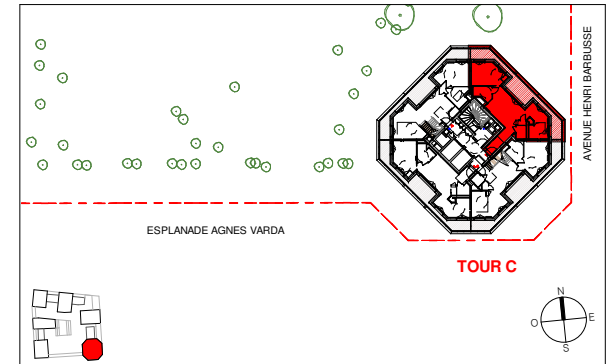 AVENUE HENRI BARBUSSE
ESPLANADE AGNES VARDA
TOUR C
N
O
E
S